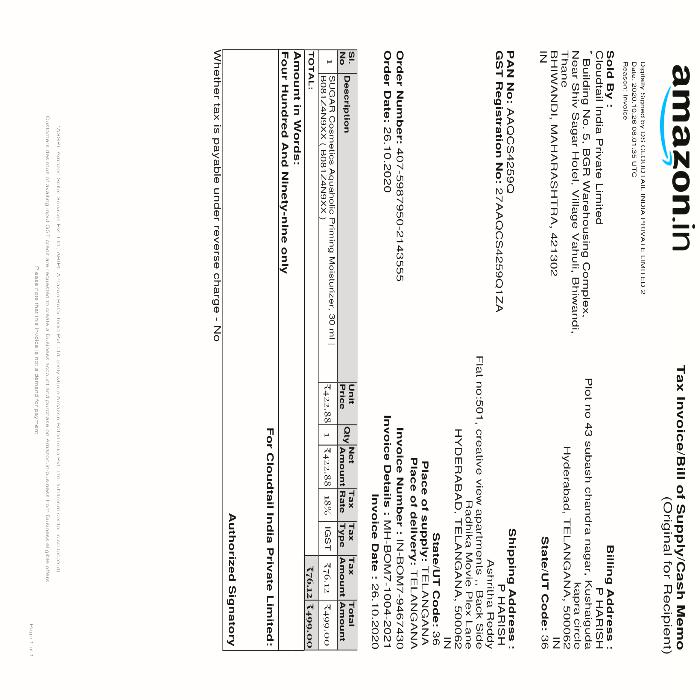 amazon.in
Tax Invoice/Bill of Supply/Cash Memo
(Original for Recipient)
Digitally Signed by DS CLOUDTAIL INDIA PRIVATE LIMITED 2
Date: 2020.10.26 08:01:35 UTC
Reason: Invoice
Sold By :
Cloudtail India Private Limited
* Building No. 5, BGR Warehousing Complex,
Near Shiv Sagar Hotel, Village Vahuli, Bhiwandi,
Thane
BHIWANDI, MAHARASHTRA, 421302
IN
Billing Address :
P HARISH
Plot no 43 subash chandra nagar, Kushaiguda
kapra circle
Hyderabad, TELANGANA, 500062
IN
State/UT Code: 36
PAN No: AAQCS4259Q
GST Registration No: 27AAQCS4259Q1ZA
Shipping Address :
P HARISH
Ashritha Reddy
Flat no:501, creative view apartments , Back Side
Radhika Movie Plex Lane
HYDERABAD, TELANGANA, 500062
IN
State/UT Code: 36
Place of supply: TELANGANA
Place of delivery: TELANGANA
Order Number: 407-5987950-2143555
Order Date: 26.10.2020
Invoice Number : IN-BOM7-9467430
Invoice Details : MH-BOM7-1004-2021
Invoice Date : 26.10.2020
Sl. No Description Unit Price Qty Net Amount Tax Rate Tax Type Tax Amount Total Amount
1 SUGAR Cosmetics Aquaholic Priming Moisturizer, 30 ml | ₹422.88 1 ₹422.88 18% IGST ₹76.12 ₹499.00
B081Z4N9XX ( B081Z4N9XX )
TOTAL: ₹76.12 ₹499.00
Amount in Words:
Four Hundred And Ninety-nine only
For Cloudtail India Private Limited:
Authorized Signatory
Whether tax is payable under reverse charge - No
Please note that this invoice is not a demand for payment
Page 1 of 1